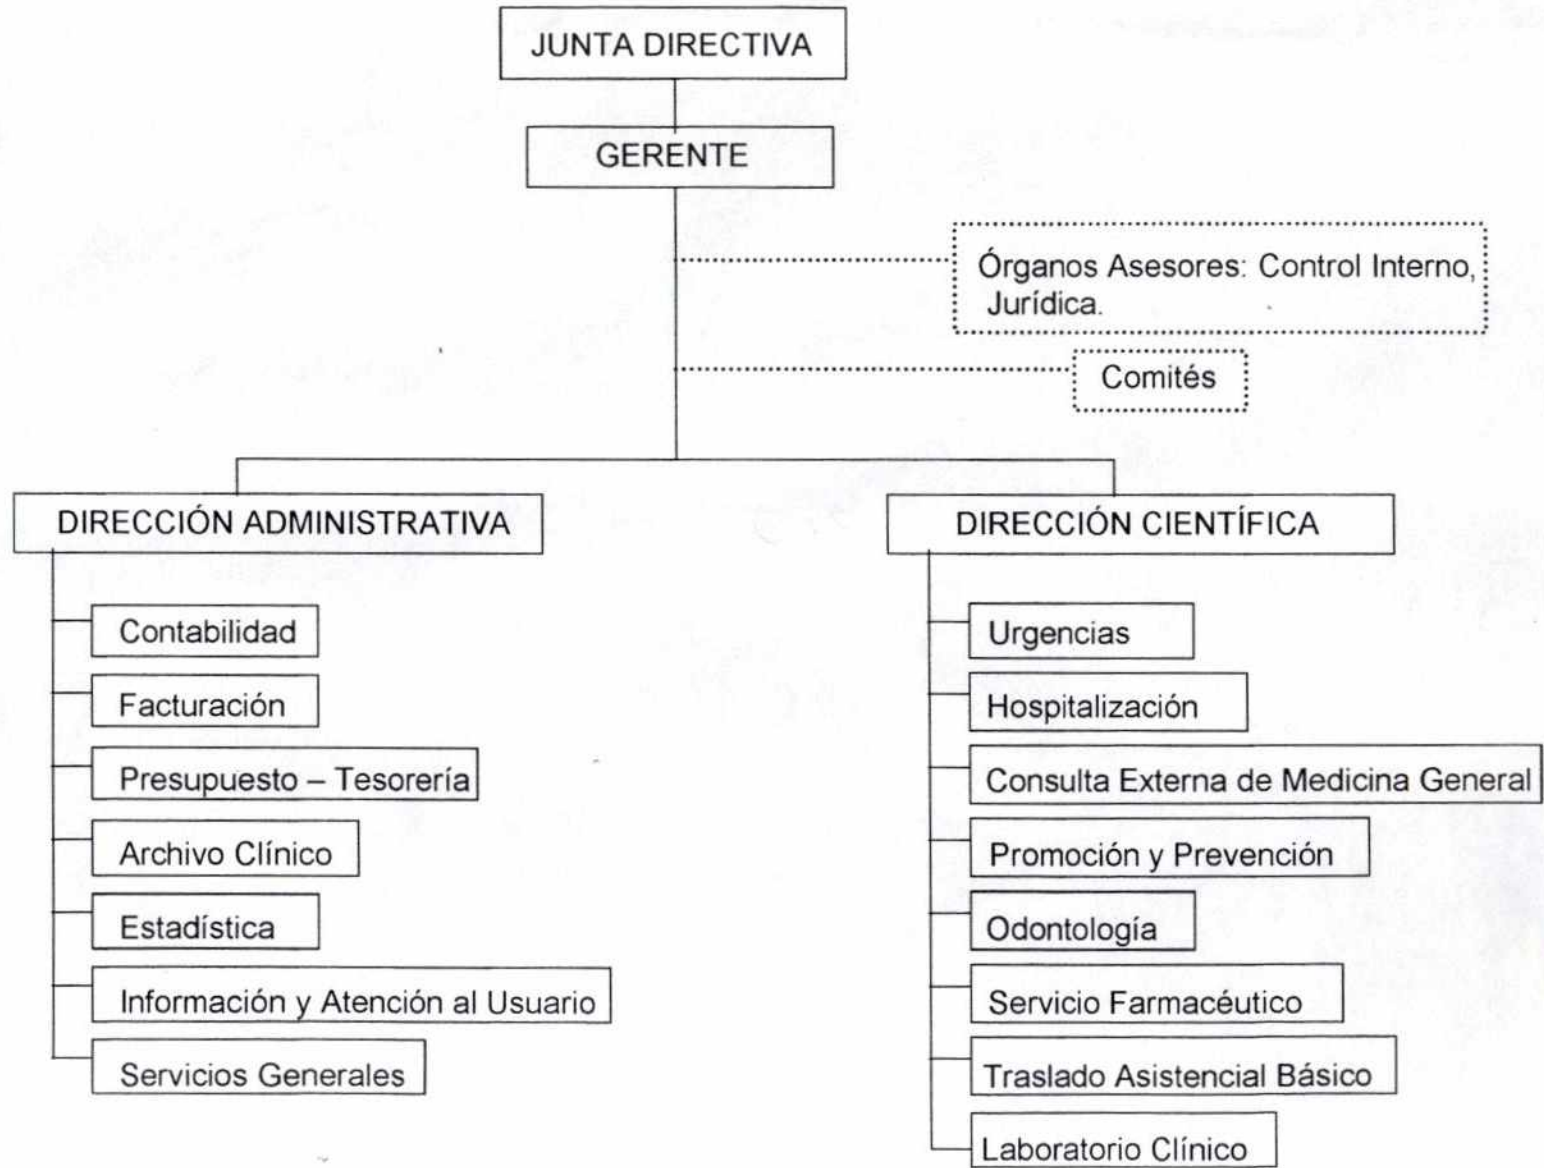 JUNTA DIRECTIVA
GERENTE
Órganos Asesores: Control Interno,
Jurídica.
Comités
DIRECCIÓN ADMINISTRATIVA
Contabilidad
Facturación
Presupuesto – Tesorería
Archivo Clínico
Estadística
Información y Atención al Usuario
Servicios Generales
DIRECCIÓN CIENTÍFICA
Urgencias
Hospitalización
Consulta Externa de Medicina General
Promoción y Prevención
Odontología
Servicio Farmacéutico
Traslado Asistencial Básico
Laboratorio Clínico